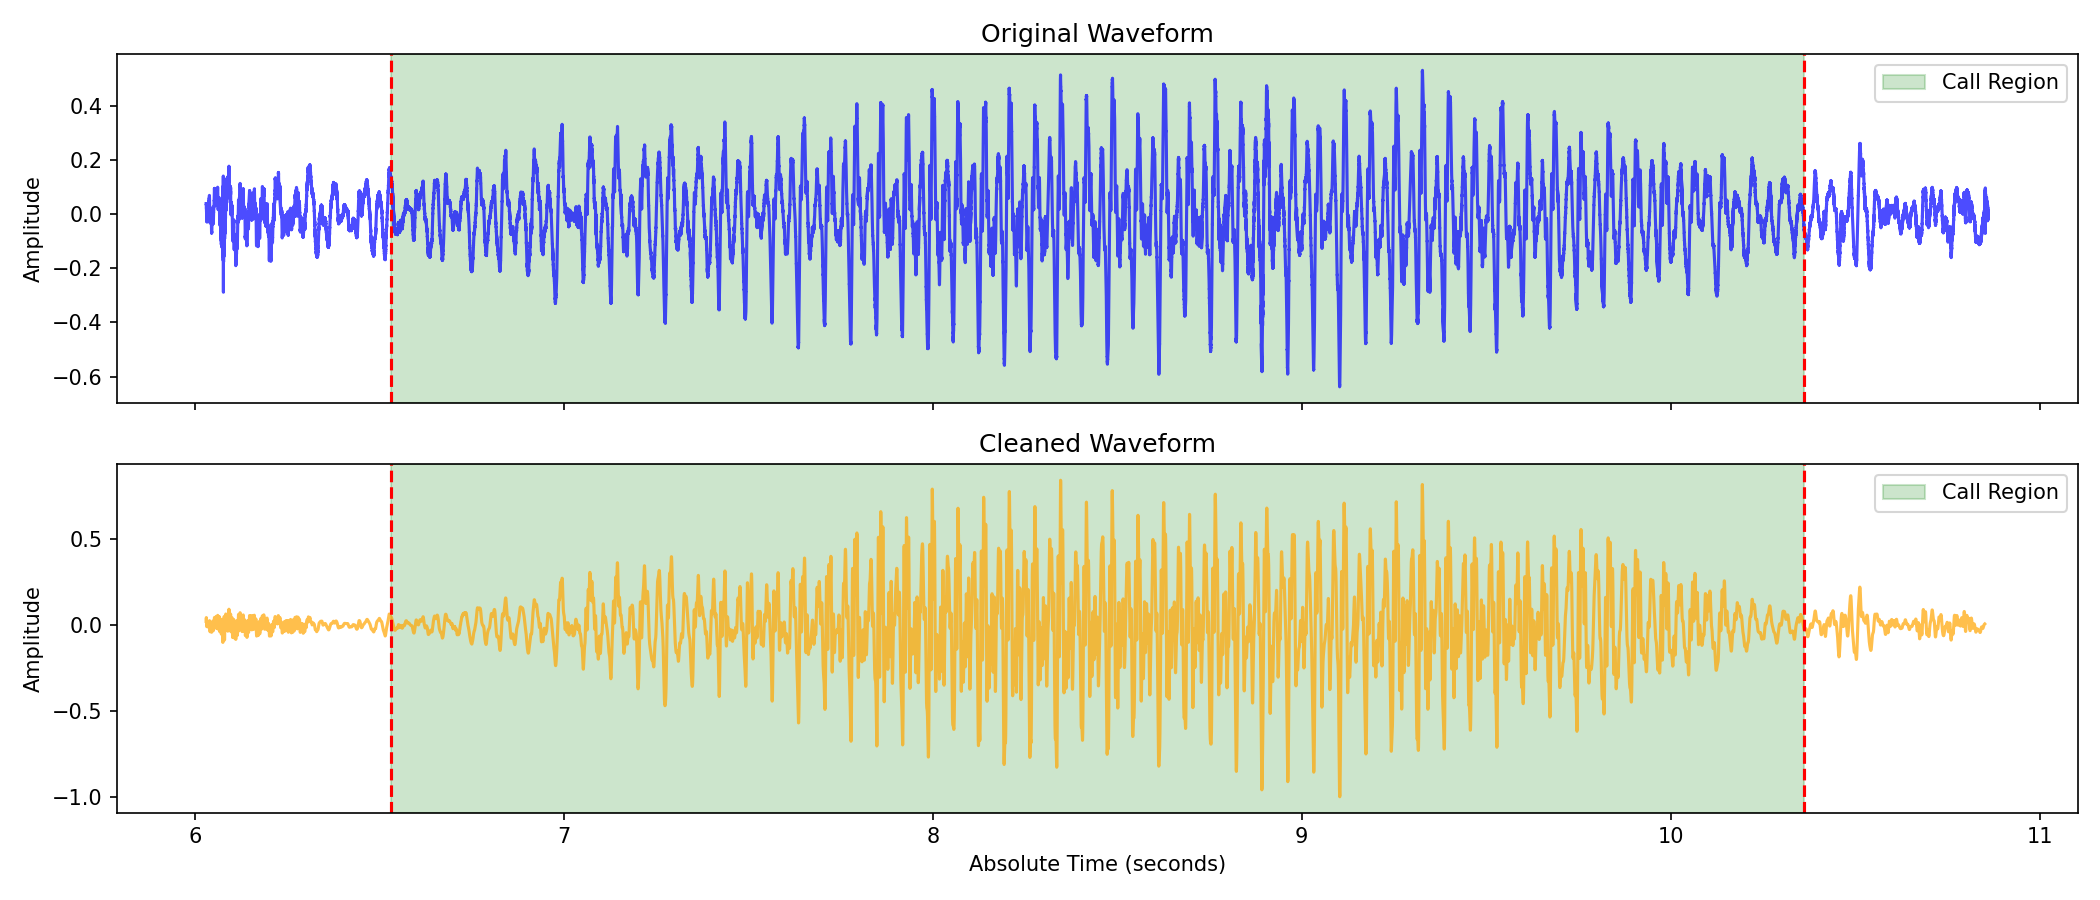 Original Waveform
Call Region
Amplitude
0.4
0.2
0.0
−0.2
−0.4
−0.6
Cleaned Waveform
Call Region
Amplitude
0.5
0.0
−0.5
−1.0
6 7 8 9 10 11
Absolute Time (seconds)